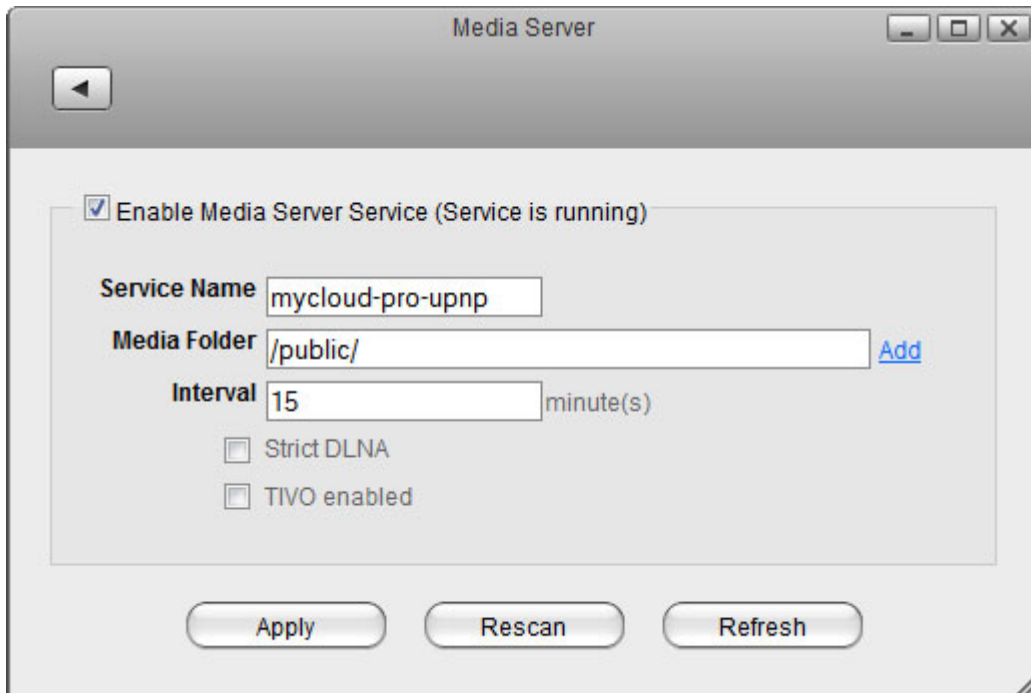 Media Server
Enable Media Server Service (Service is running)
Service Name mycloud-pro-upnp
Media Folder /public/ Add
Interval 15 minute(s)
Strict DLNA
TIVO enabled
Apply Rescan Refresh